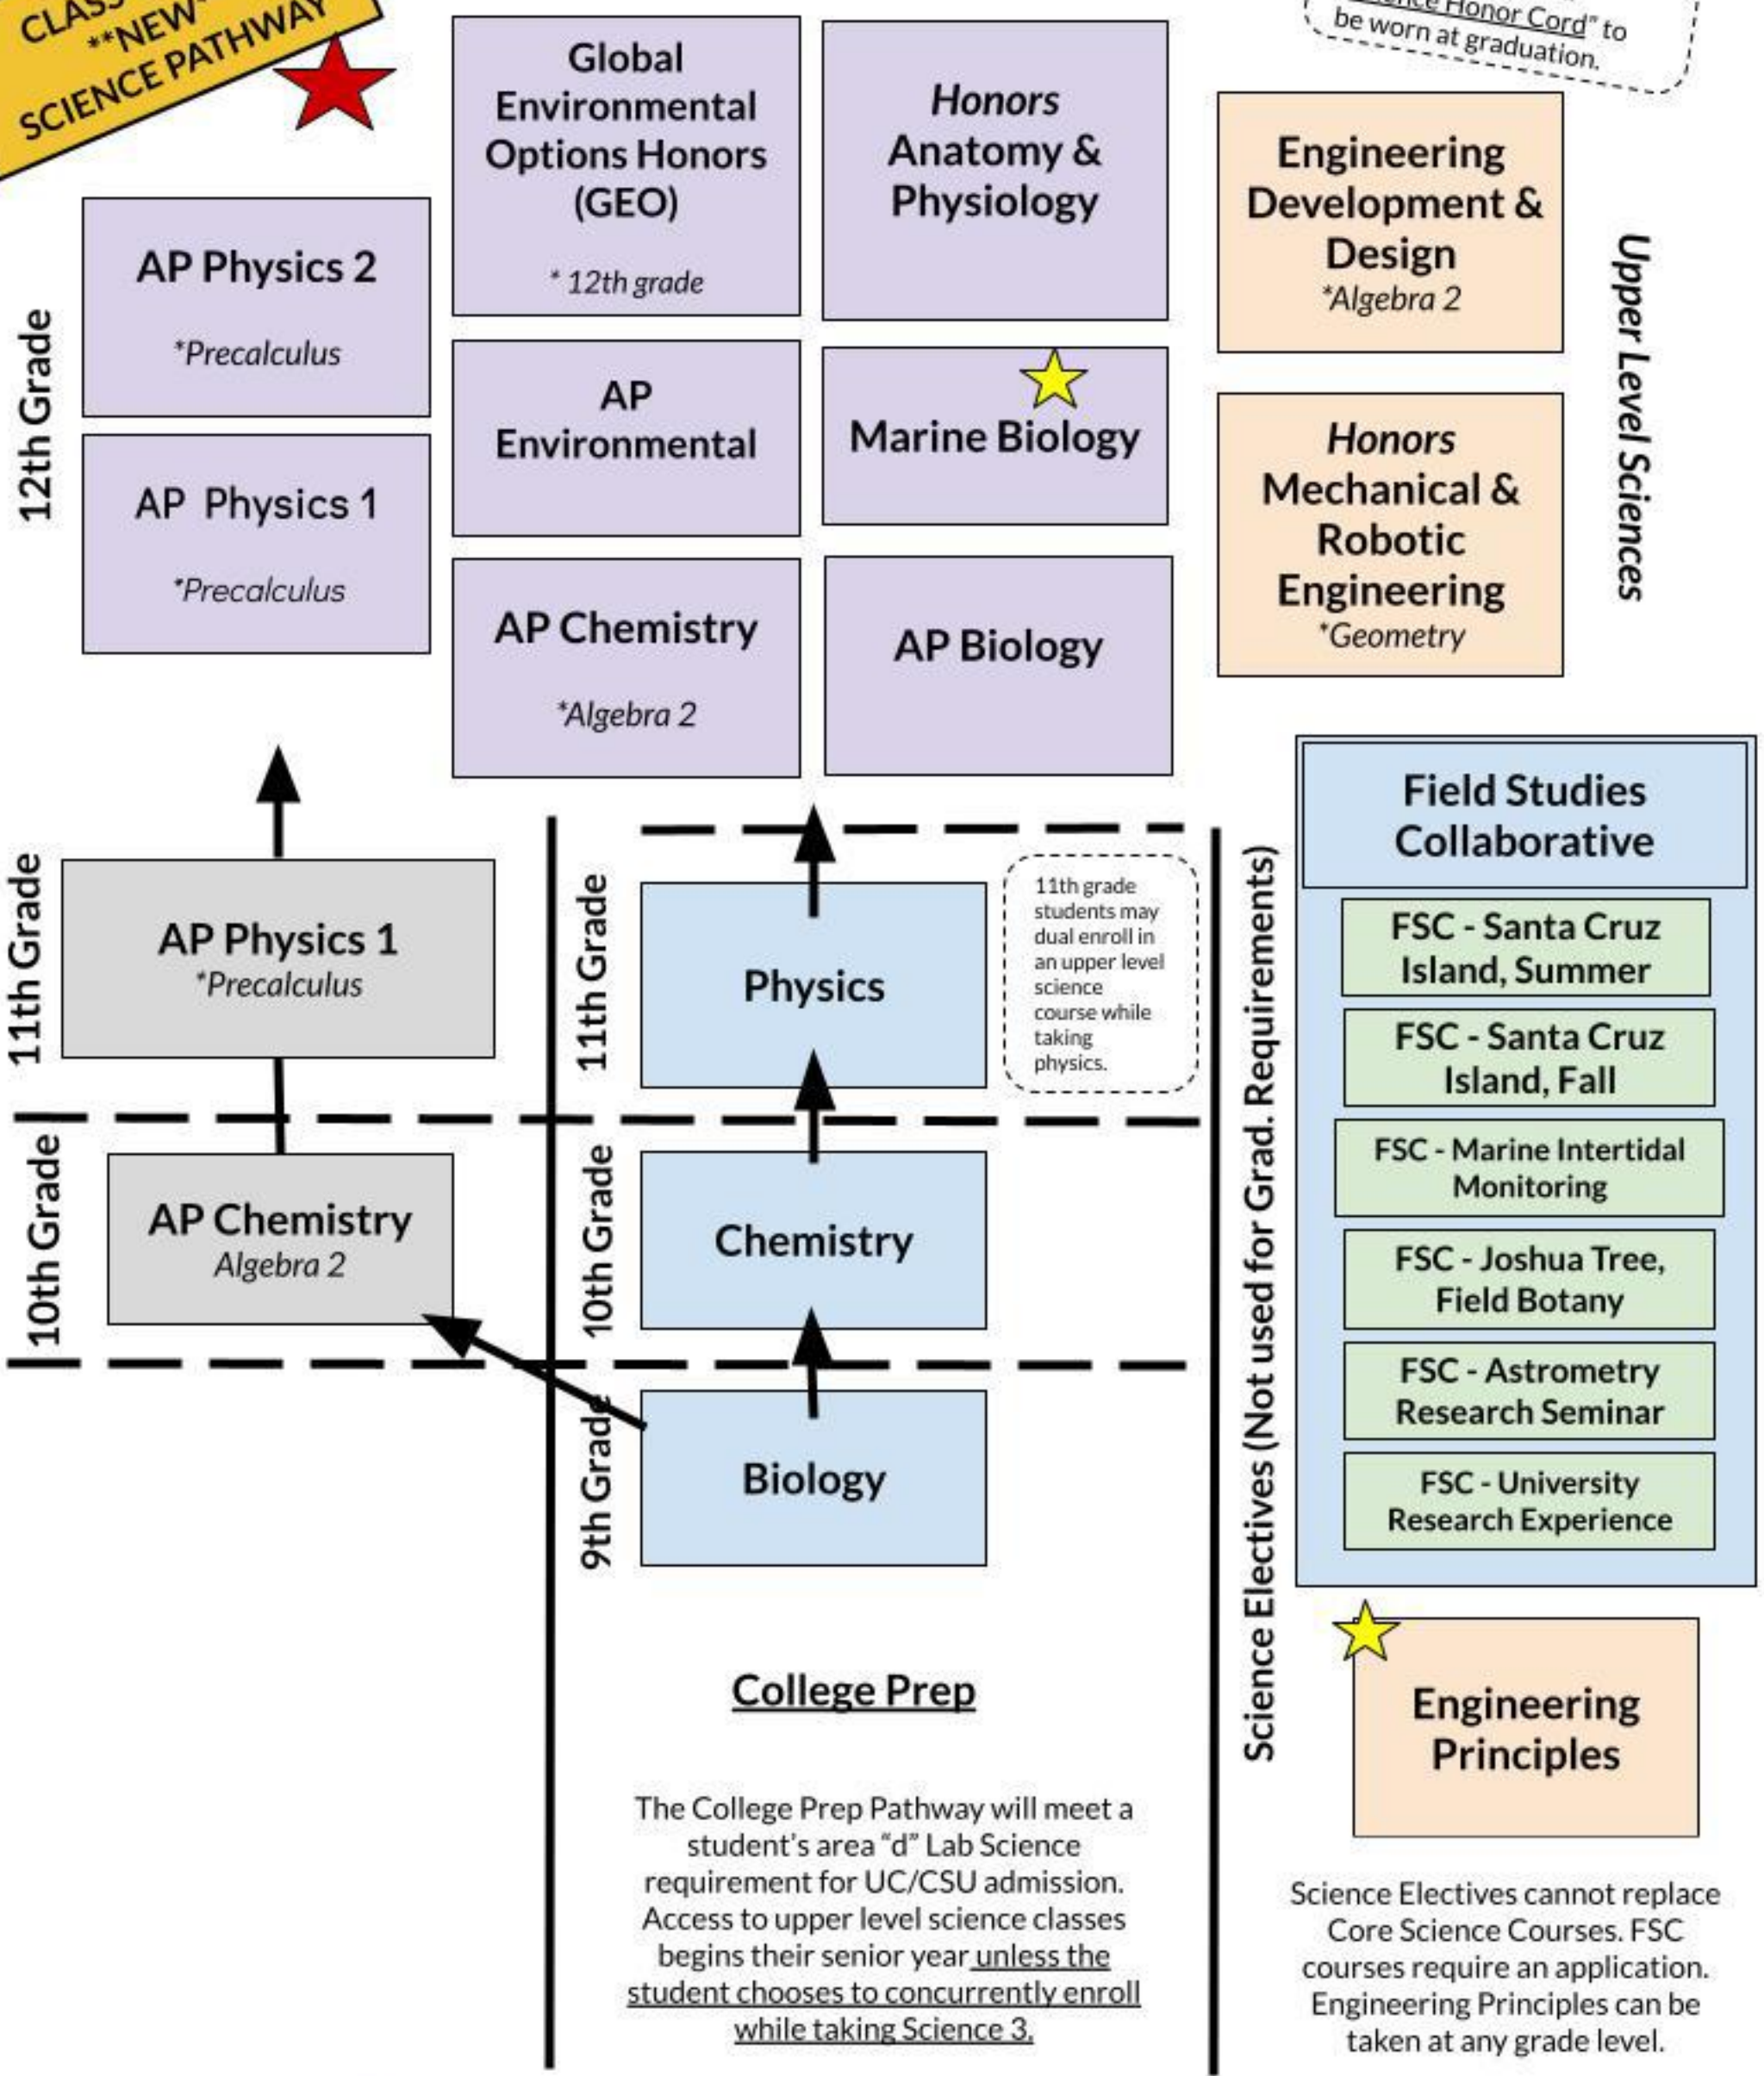 **NEW
SCIENCE PATHWAY
Honor Cord" to
be worn at graduation.
Global
Environmental
Options Honors
(GEO)
* 12th grade
Honors
Anatomy &
Physiology
Engineering
Development &
Design
*Algebra 2
AP Physics 2
*Precalculus
12th Grade
AP
Environmental
Marine Biology
Honors
Mechanical &
Robotic
Engineering
*Geometry
Upper Level Sciences
AP Physics 1
*Precalculus
AP Chemistry
*Algebra 2
AP Biology
11th Grade
AP Physics 1
*Precalculus
11th Grade
Physics
11th grade
students may
dual enroll in
an upper level
science
course while
taking
physics.
10th Grade
AP Chemistry
Algebra 2
10th Grade
Chemistry
9th Grade
Biology
College Prep
The College Prep Pathway will meet a
student's area "d" Lab Science
requirement for UC/CSU admission.
Access to upper level science classes
begins their senior year unless the
student chooses to concurrently enroll
while taking Science 3.
Science Electives (Not used for Grad. Requirements)
Field Studies
Collaborative
FSC - Santa Cruz
Island, Summer
FSC - Santa Cruz
Island, Fall
FSC - Marine Intertidal
Monitoring
FSC - Joshua Tree,
Field Botany
FSC - Astrometry
Research Seminar
FSC - University
Research Experience
Engineering
Principles
Science Electives cannot replace
Core Science Courses. FSC
courses require an application.
Engineering Principles can be
taken at any grade level.